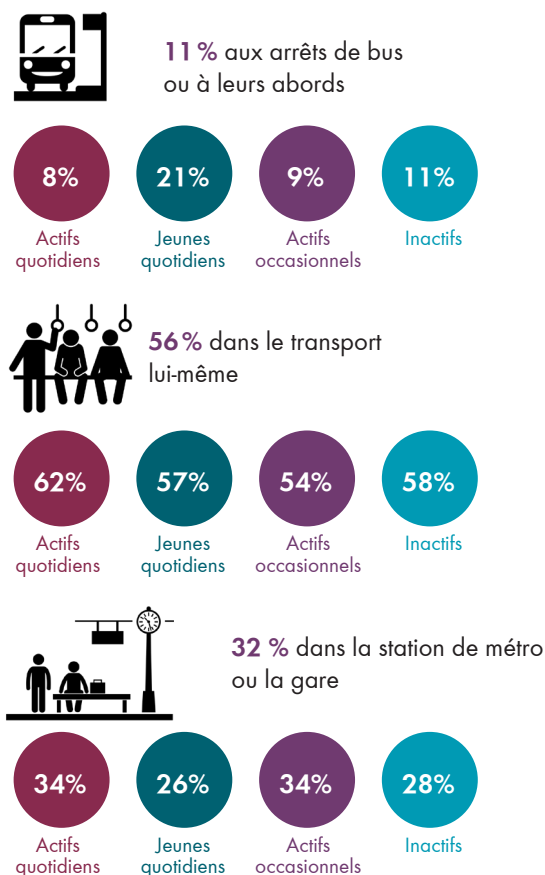 11 % aux arrêts de bus
ou à leurs abords
8% 21% 9% 11%
Actifs Jeunes Actifs Inactifs
quotidiens quotidiens occasionnels
56 % dans le transport
lui-même
62% 57% 54% 58%
Actifs Jeunes Actifs Inactifs
quotidiens quotidiens occasionnels
32 % dans la station de métro
ou la gare
34% 26% 34% 28%
Actifs Jeunes Actifs Inactifs
quotidiens quotidiens occasionnels